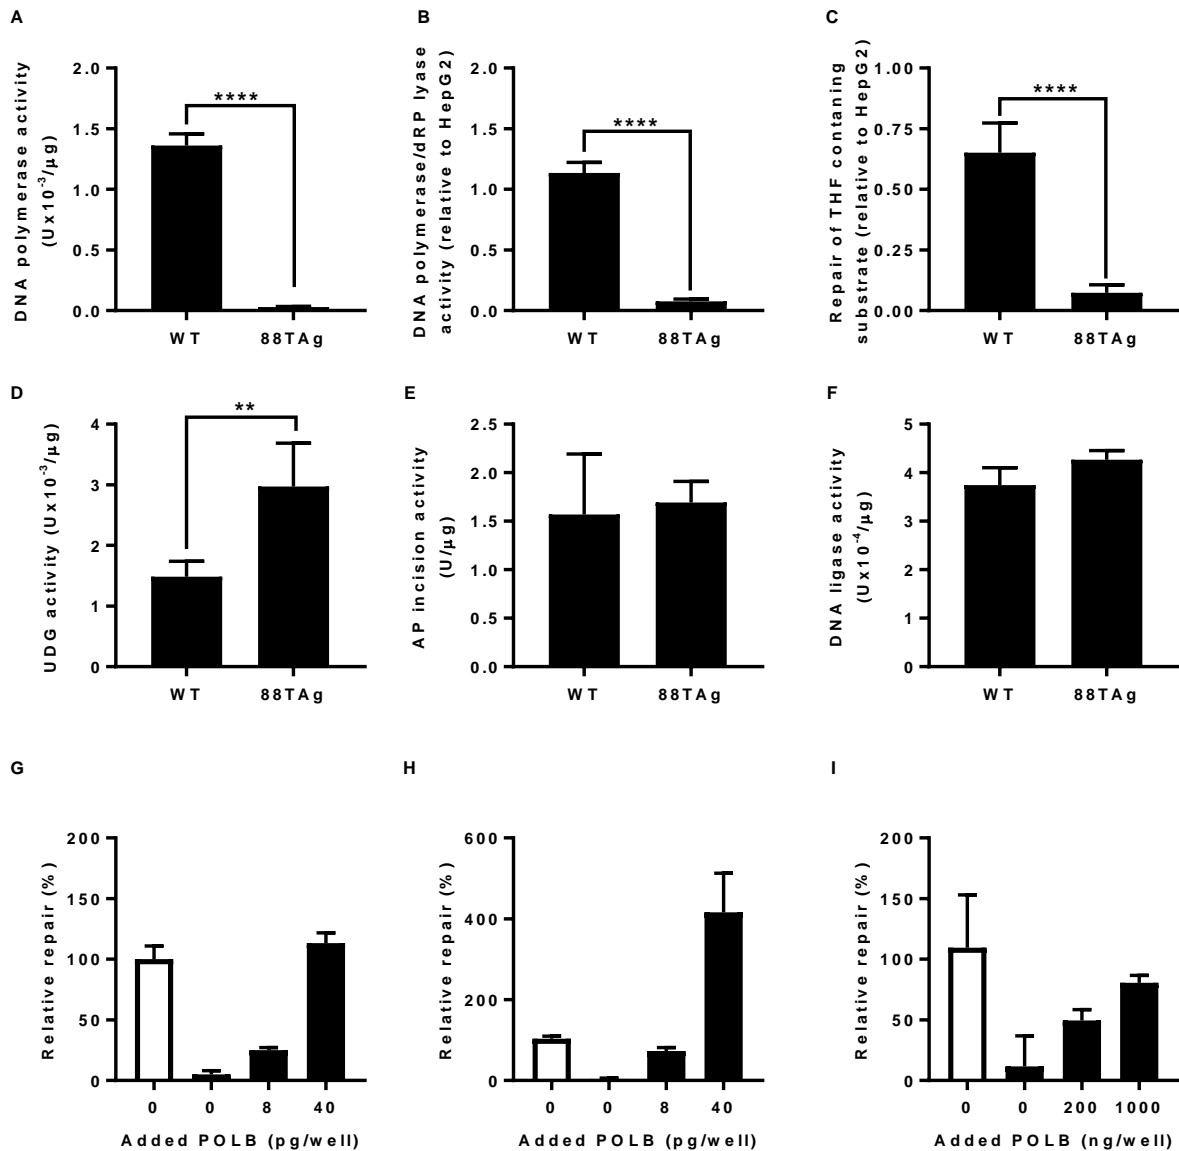 A
DNA polymerase activity
(Ux10-3/µg)
2.0
1.5
1.0
0.5
0.0
****
WT
88TAg
B
DNA polymerase/dRP lyase
activity (relative to HepG2)
2.0
1.5
1.0
0.5
0.0
****
WT
88TAg
C
Repair of THF contaning
substrate (relative to HepG2)
1.00
0.75
0.50
0.25
0.00
****
WT
88TAg
D
UDG activity (Ux10-3/µg)
4
3
2
1
0
**
WT
88TAg
E
AP incision activity
(U/µg)
2.5
2.0
1.5
1.0
0.5
0.0
WT
88TAg
F
DNA ligase activity
(Ux10-4/µg)
5
4
3
2
1
0
WT
88TAg
G
Relative repair (%)
200
150
100
50
0
0 0 8 40
Added POLB (pg/well)
H
Relative repair (%)
600
400
200
0
0 0 8 40
Added POLB (pg/well)
I
Relative repair (%)
200
150
100
50
0
0 0 200 1000
Added POLB (ng/well)